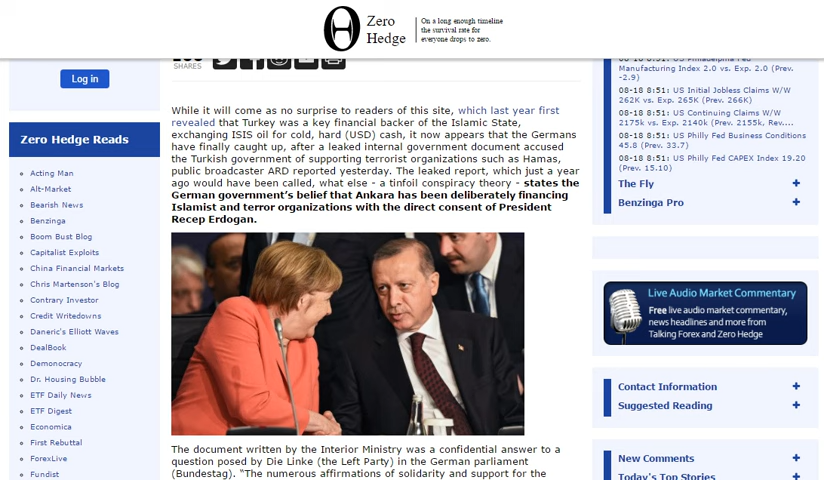 Zero
Hedge
On a long enough timeline
the survival rate for
everyone drops to zero.
SHARES
Log in
Zero Hedge Reads
Acting Man
Alt-Market
Bearish News
Benzinga
Boom Bust Blog
Capitalist Exploits
China Financial Markets
Chris Martenson's Blog
Contrary Investor
Credit Writedowns
Daneric's Elliott Waves
DealBook
Demonocracy
Dr. Housing Bubble
ETF Daily News
ETF Digest
Economica
First Rebuttal
ForexLive
Fundist
While it will come as no surprise to readers of this site, which last year first
revealed that Turkey was a key financial backer of the Islamic State,
exchanging ISIS oil for cold, hard (USD) cash, it now appears that the Germans
have finally caught up, after a leaked internal government document accused
the Turkish government of supporting terrorist organizations such as Hamas,
public broadcaster ARD reported yesterday. The leaked report, which just a year
ago would have been called, what else - a tinfoil conspiracy theory - states the
German government's belief that Ankara has been deliberately financing
Islamist and terror organizations with the direct consent of President
Recep Erdogan.
The document written by the Interior Ministry was a confidential answer to a
question posed by Die Linke (the Left Party) in the German parliament
(Bundestag). "The numerous affirmations of solidarity and support for the
08-18 8:51: US Philadelphia Fed
Manufacturing Index 2.0 vs. Exp. 2.0 (Prev.
-2.9)
08-18 8:51: US Initial Jobless Claims W/W
262K vs. Exp. 265K (Prev. 266K)
08-18 8:51: US Continuing Claims W/W
2175k vs. Exp. 214k (Prev. 2155k, Rev....
08-18 8:51: US Philly Fed Business Conditions
45.8 (Prev. 33.7)
08-18 8:51: US Philly Fed CAPEX Index 19.20
(Prev. 15.10)
The Fly +
Benzinga Pro +
Live Audio Market Commentary
Free live audio market commentary,
news headlines and more from
Talking Forex and Zero Hedge
Contact Information +
Suggested Reading +
New Comments +
Today's Top Stories +